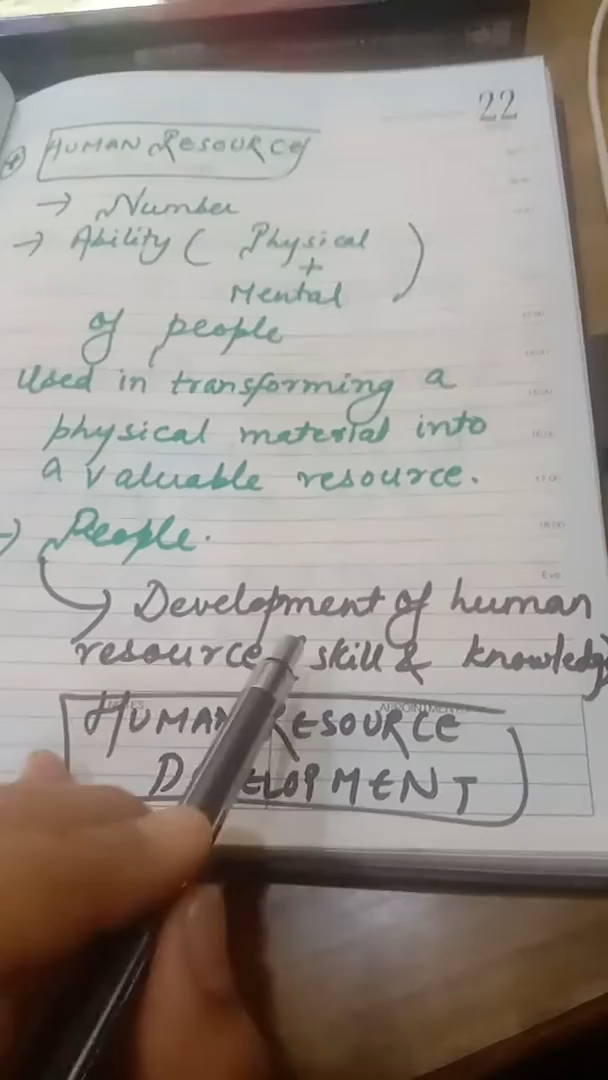 22
HUMAN RESOURCE
→ Number
→ Ability ( Physical
+
Mental )
of people
Used in transforming a
physical material into
a valuable resource.
→ People.
→ Development of human
resource skill & knowledge
APPOINTMENTS
HUMAN RESOURCE
DEVELOPMENT